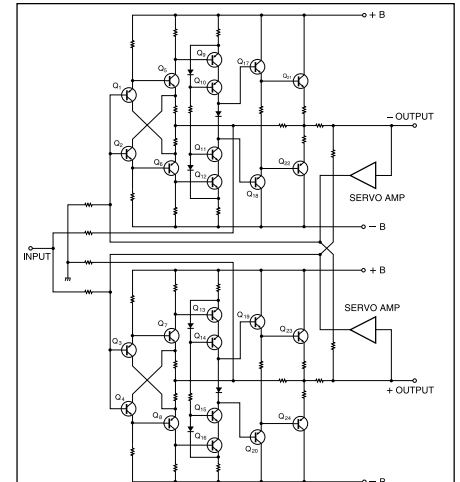 + B
Q9
Q17
Q5
Q21
Q1
Q10
− OUTPUT
Q2
Q11
Q22
Q6
Q12
Q18
SERVO AMP
− B
INPUT
+ B
SERVO AMP
Q13
Q19
Q7
Q23
Q3
Q14
+ OUTPUT
Q4
Q15
Q24
Q8
Q16
Q20
− B